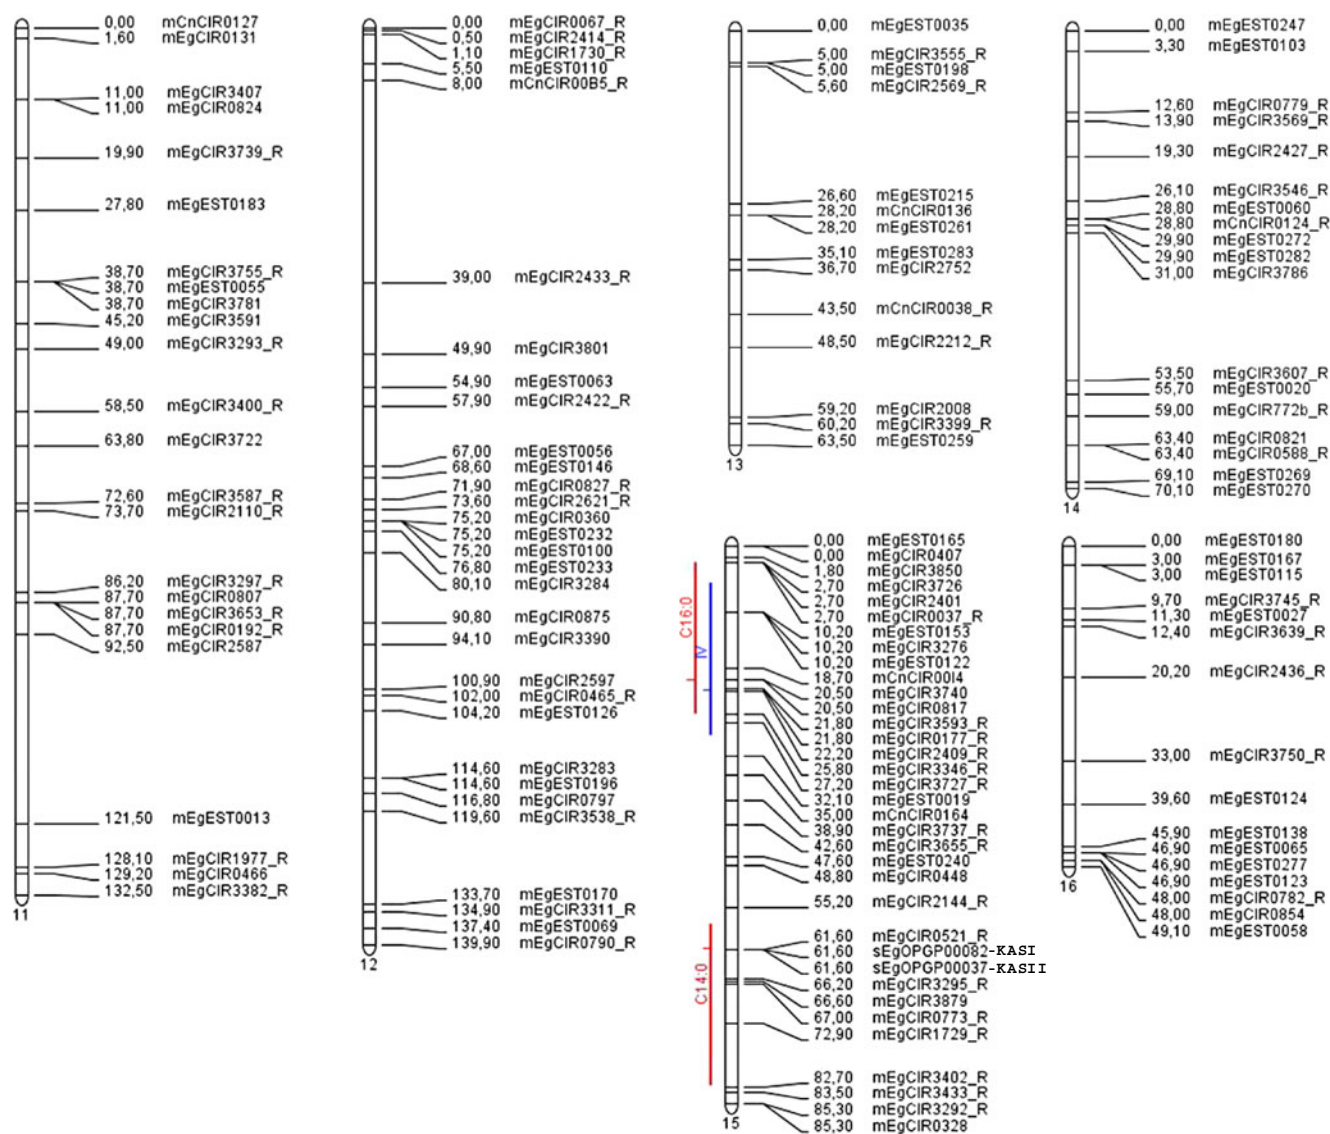 0,00 mCnCIR0127
1,60 mEgCIR0131
11,00 mEgCIR3407
11,00 mEgCIR0824
19,90 mEgCIR3739_R
27,80 mEgEST0183
38,70 mEgCIR3755_R
38,70 mEgEST0055
38,70 mEgCIR3781
45,20 mEgCIR3591
49,00 mEgCIR3293_R
58,50 mEgCIR3400_R
63,80 mEgCIR3722
72,60 mEgCIR3587_R
73,70 mEgCIR2110_R
86,20 mEgCIR3297_R
87,70 mEgCIR0807
87,70 mEgCIR3653_R
87,70 mEgCIR0192_R
92,50 mEgCIR2587
121,50 mEgEST0013
128,10 mEgCIR1977_R
129,20 mEgCIR0466
132,50 mEgCIR3382_R
11
0,00 mEgCIR0067_R
0,50 mEgCIR2414_R
1,10 mEgCIR1730_R
5,50 mEgEST0110
8,00 mCnCIR00B5_R
39,00 mEgCIR2433_R
49,90 mEgCIR3801
54,90 mEgEST0063
57,90 mEgCIR2422_R
67,00 mEgEST0056
68,60 mEgEST0146
71,90 mEgCIR0827_R
73,60 mEgCIR2621_R
75,20 mEgCIR0360
75,20 mEgEST0232
75,20 mEgEST0100
76,80 mEgEST0233
80,10 mEgCIR3284
90,80 mEgCIR0875
94,10 mEgCIR3390
100,90 mEgCIR2597
102,00 mEgCIR0465_R
104,20 mEgEST0126
114,60 mEgCIR3283
114,60 mEgEST0196
116,80 mEgCIR0797
119,60 mEgCIR3538_R
133,70 mEgEST0170
134,90 mEgCIR3311_R
137,40 mEgEST0069
139,90 mEgCIR0790_R
12
0,00 mEgEST0035
5,00 mEgCIR3555_R
5,00 mEgEST0198
5,60 mEgCIR2569_R
26,60 mEgEST0215
28,20 mCnCIR0136
28,20 mEgEST0261
35,10 mEgEST0283
36,70 mEgCIR2752
43,50 mCnCIR0038_R
48,50 mEgCIR2212_R
59,20 mEgCIR2008
60,20 mEgCIR3399_R
63,50 mEgEST0259
13
0,00 mEgEST0247
3,30 mEgEST0103
12,60 mEgCIR0779_R
13,90 mEgCIR3569_R
19,30 mEgCIR2427_R
26,10 mEgCIR3546_R
28,80 mEgEST0060
28,80 mCnCIR0124_R
29,90 mEgEST0272
29,90 mEgEST0282
31,00 mEgCIR3786
53,50 mEgCIR3607_R
55,70 mEgEST0020
59,00 mEgCIR772b_R
63,40 mEgCIR0821
63,40 mEgCIR0588_R
69,10 mEgEST0269
70,10 mEgEST0270
14
C16:0
IV
C14:0
0,00 mEgEST0165
0,00 mEgCIR0407
1,80 mEgCIR3850
2,70 mEgCIR3726
2,70 mEgCIR2401
2,70 mEgCIR0037_R
10,20 mEgEST0153
10,20 mEgCIR3276
10,20 mEgEST0122
18,70 mCnCIR00I4
20,50 mEgCIR3740
20,50 mEgCIR0817
21,80 mEgCIR3593_R
21,80 mEgCIR0177_R
22,20 mEgCIR2409_R
25,80 mEgCIR3346_R
27,20 mEgCIR3727_R
32,10 mEgEST0019
35,00 mCnCIR0164
38,90 mEgCIR3737_R
42,60 mEgCIR3655_R
47,60 mEgEST0240
48,80 mEgCIR0448
55,20 mEgCIR2144_R
61,60 mEgCIR0521_R
61,60 sEgOPGP00082-KASI
61,60 sEgOPGP00037-KASII
66,20 mEgCIR3295_R
66,60 mEgCIR3879
67,00 mEgCIR0773_R
72,90 mEgCIR1729_R
82,70 mEgCIR3402_R
83,50 mEgCIR3433_R
85,30 mEgCIR3292_R
85,30 mEgCIR0328
15
0,00 mEgEST0180
3,00 mEgEST0167
3,00 mEgEST0115
9,70 mEgCIR3745_R
11,30 mEgEST0027
12,40 mEgCIR3639_R
20,20 mEgCIR2436_R
33,00 mEgCIR3750_R
39,60 mEgEST0124
45,90 mEgEST0138
46,90 mEgEST0065
46,90 mEgEST0277
46,90 mEgEST0123
48,00 mEgCIR0782_R
48,00 mEgCIR0854
49,10 mEgEST0058
16